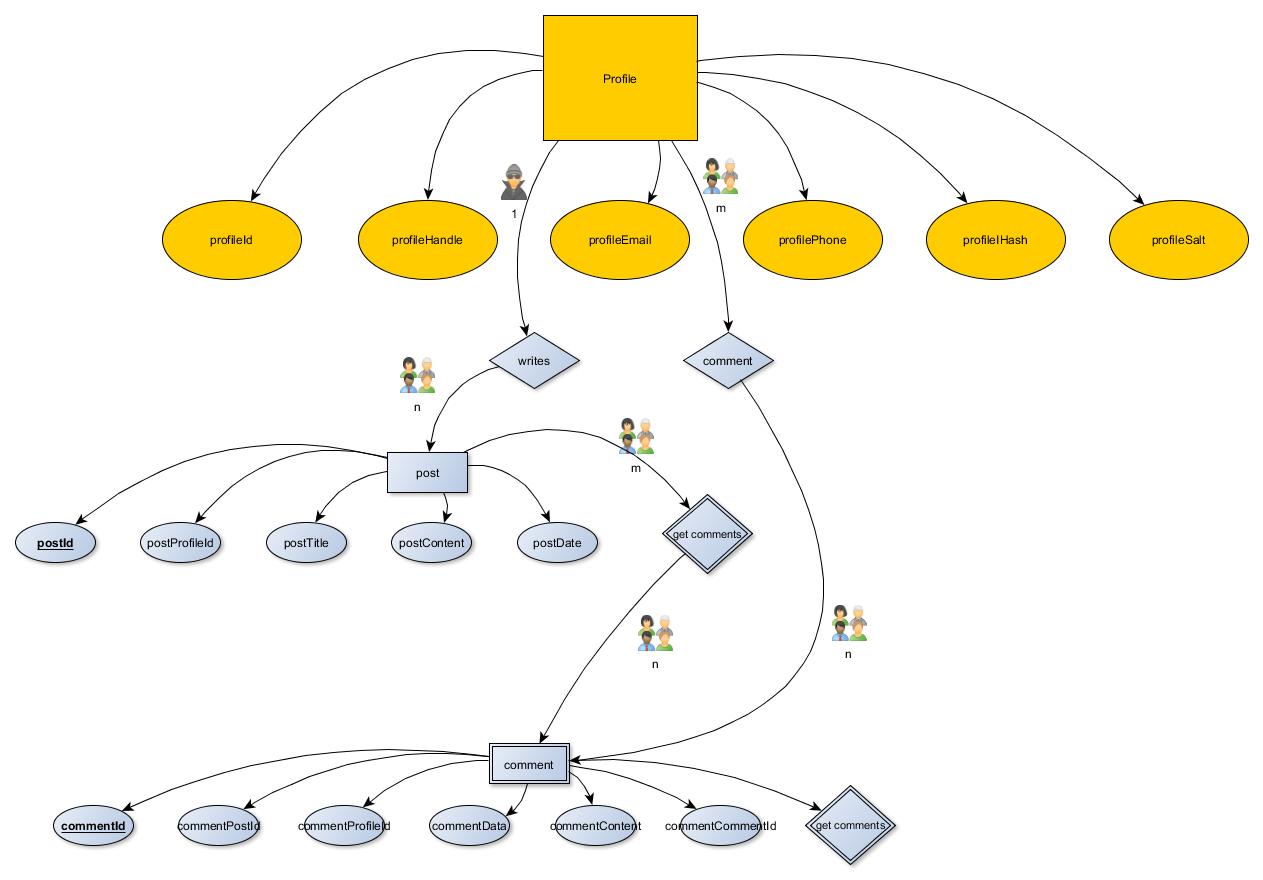 Profile
1
m
profileId
profileHandle
profileEmail
profilePhone
profileIHash
profileSalt
writes
comment
n
m
post
get comments
postId
postProfileId
postTitle
postContent
postDate
n
n
comment
commentId
commentPostId
commentProfileId
commentData
commentContent
commentCommentId
get comments